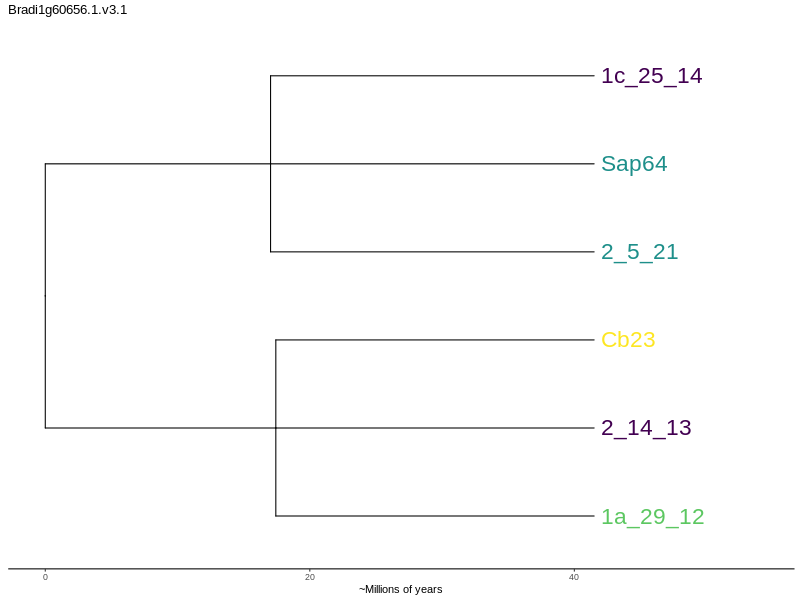 Bradi1g60656.1.v3.1
1c_25_14
Sap64
2_5_21
Cb23
2_14_13
1a_29_12
0 20 40
~Millions of years